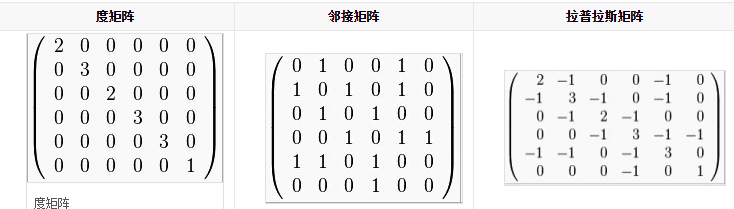 度矩阵 邻接矩阵 拉普拉斯矩阵
2 0 0 0 0 0
0 3 0 0 0 0
0 0 2 0 0 0
0 0 0 3 0 0
0 0 0 0 3 0
0 0 0 0 0 1
度矩阵
0 1 0 0 1 0
1 0 1 0 1 0
0 1 0 1 0 0
0 0 1 0 1 1
1 1 0 1 0 0
0 0 0 1 0 0
2 −1 0 0 −1 0
−1 3 −1 0 −1 0
0 −1 2 −1 0 0
0 0 −1 3 −1 −1
−1 −1 0 −1 3 0
0 0 0 −1 0 1